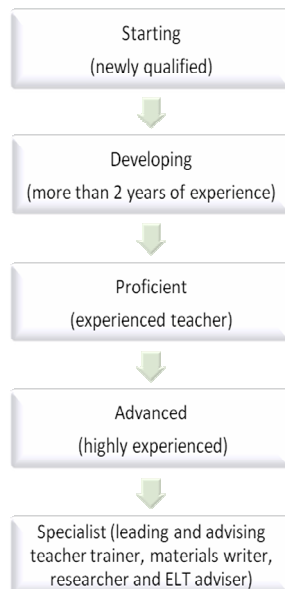 Starting
(newly qualified)
Developing
(more than 2 years of experience)
Proficient
(experienced teacher)
Advanced
(highly experienced)
Specialist (leading and advising
teacher trainer, materials writer,
researcher and ELT adviser)